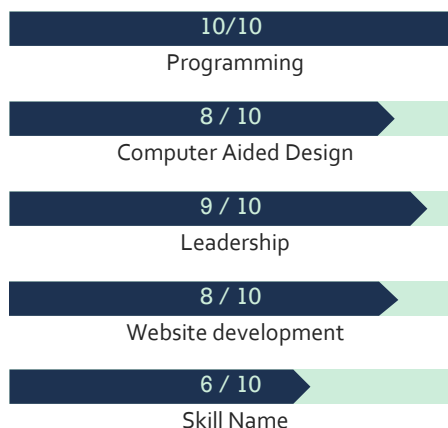 10/10
Programming
8 / 10
Computer Aided Design
9 / 10
Leadership
8 / 10
Website development
6 / 10
Skill Name